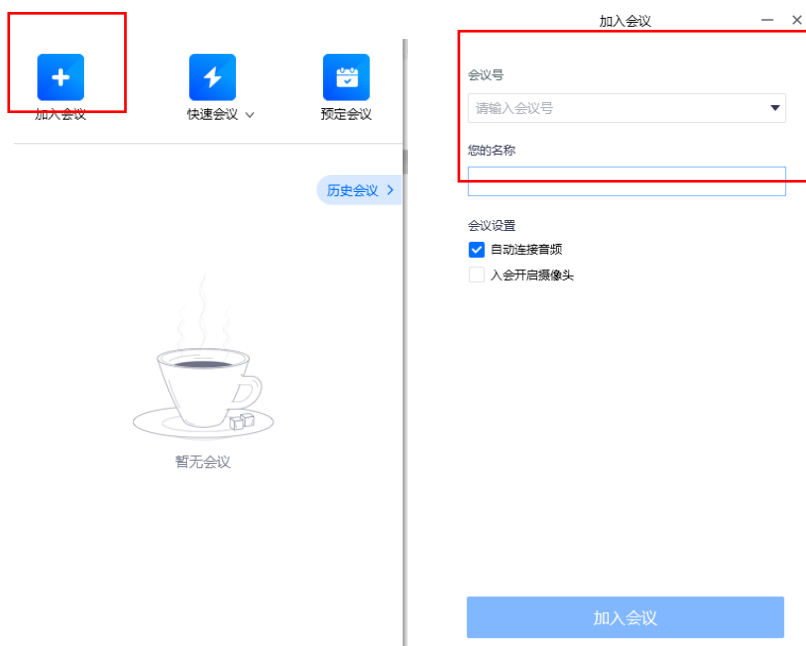 加入会议
快速会议
预定会议
历史会议
暂无会议
加入会议
会议号
请输入会议号
您的名称
会议设置
自动连接音频
入会开启摄像头
加入会议